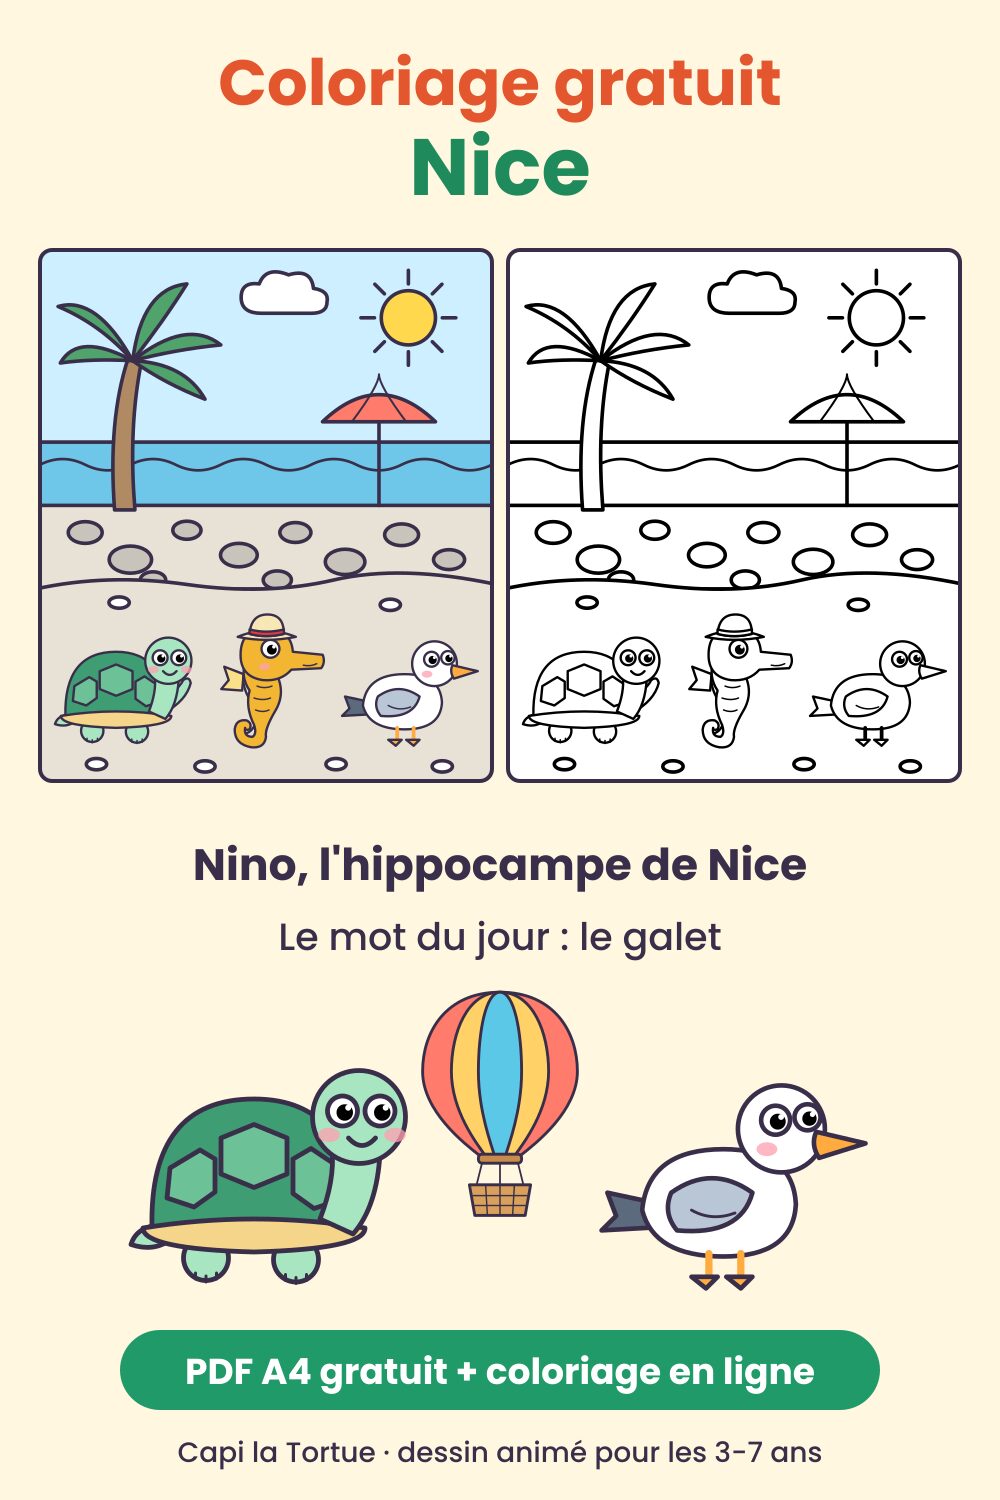 Coloriage gratuit
Nice
Nino, l'hippocampe de Nice
Le mot du jour : le galet
PDF A4 gratuit + coloriage en ligne
Capi la Tortue · dessin animé pour les 3-7 ans